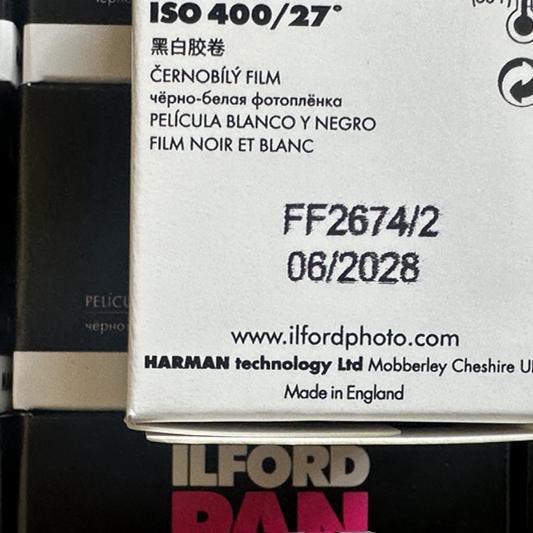 ISO 400/27°
黑白胶卷
ČERNOBÍLÝ FILM
чёрно-белая фотоплёнка
PELÍCULA BLANCO Y NEGRO
FILM NOIR ET BLANC
FF2674/2
06/2028
www.ilfordphoto.com
HARMAN technology Ltd Mobberley Cheshire
Made in England
ILFORD
PAN